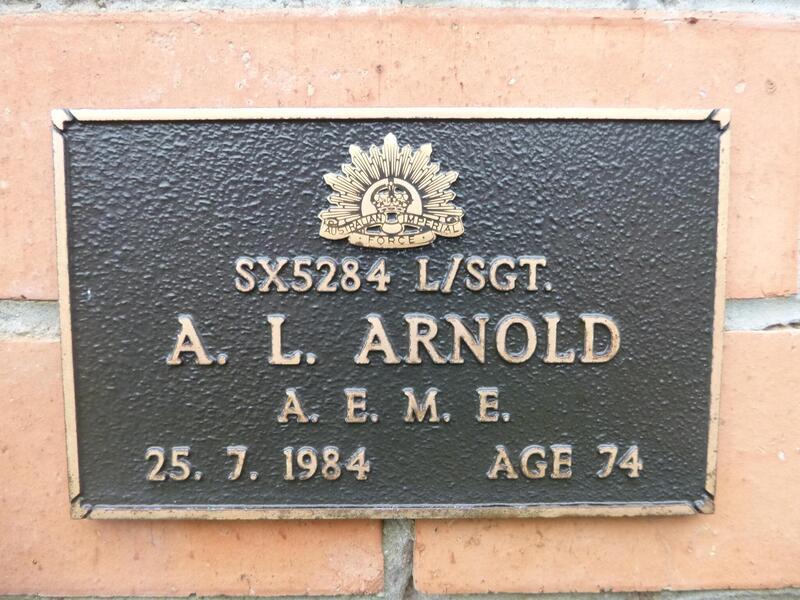 AUSTRALIAN IMPERIAL
FORCE
SX5284 L/SGT.
A. L. ARNOLD
A. E. M. E.
25. 7. 1984 AGE 74